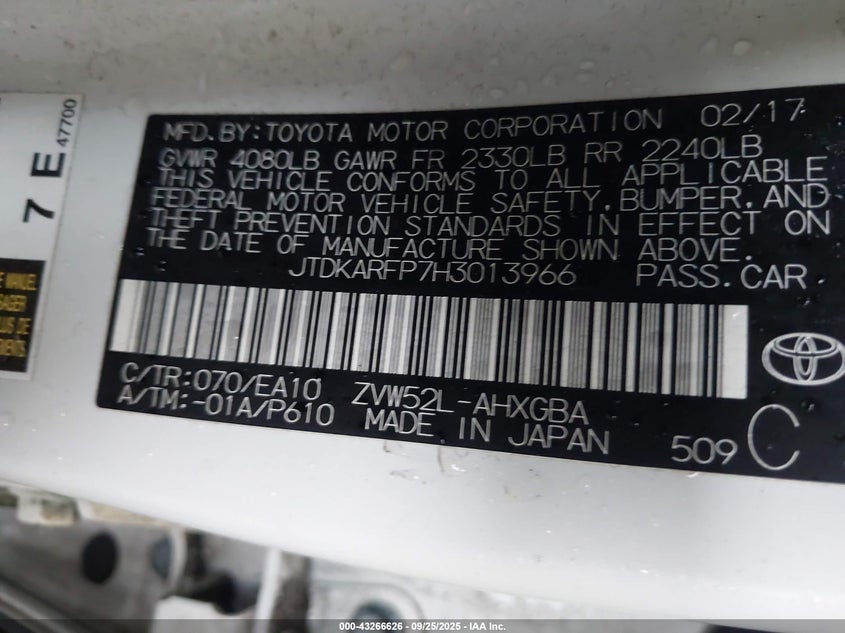 7 E
47700
MFD. BY: TOYOTA MOTOR CORPORATION 02/17
GVWR 4080LB GAWR FR 2330LB RR 2240LB
THIS VEHICLE CONFORMS TO ALL APPLICABLE
FEDERAL MOTOR VEHICLE SAFETY, BUMPER, AND
THEFT PREVENTION STANDARDS IN EFFECT ON
THE DATE OF MANUFACTURE SHOWN ABOVE.
JTDKARFP7H3013966 PASS. CAR
C/TR: 070/EA10 ZVW52L-AHXGBA
A/TM: -01A/P610 MADE IN JAPAN 509 C
000-43266626 - 09/25/2025 - IAA Inc.